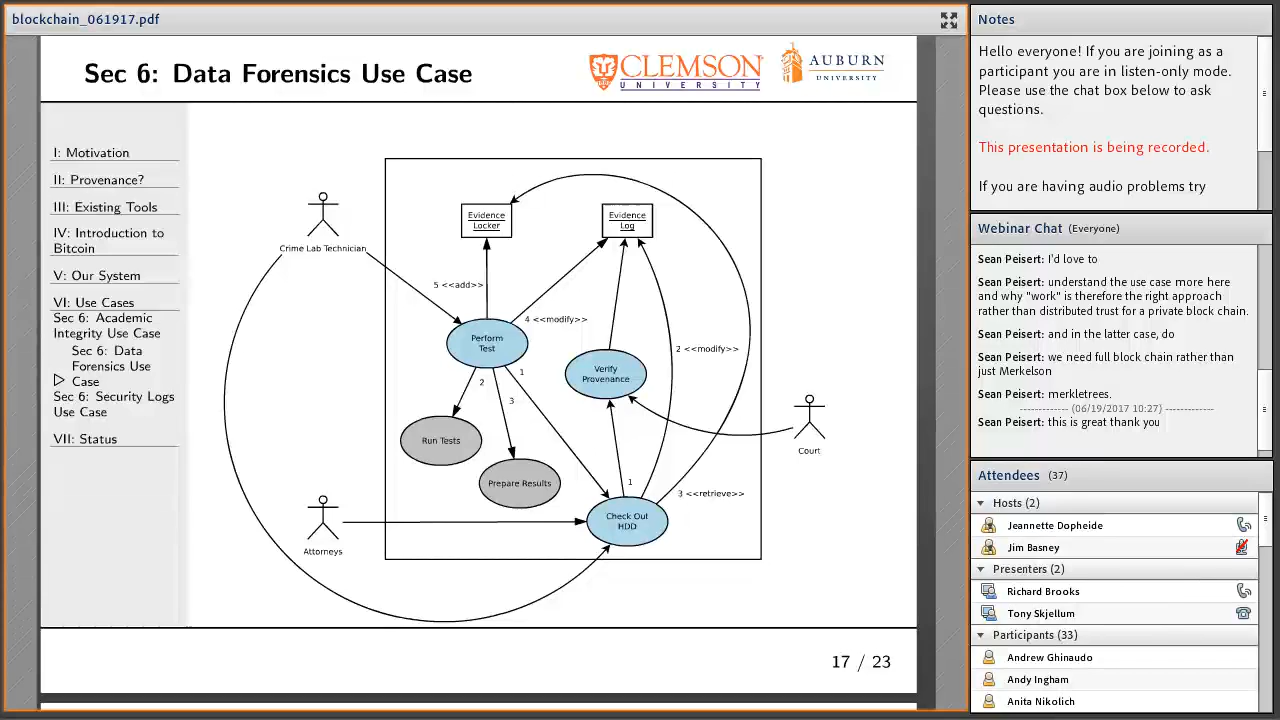 blockchain_061917.pdf
Sec 6: Data Forensics Use Case
CLEMSON
UNIVERSITY
AUBURN
UNIVERSITY
I: Motivation
II: Provenance?
III: Existing Tools
IV: Introduction to
Bitcoin
V: Our System
VI: Use Cases
Sec 6: Academic
Integrity Use Case
Sec 6: Data
Forensics Use
Case
Sec 6: Security Logs
Use Case
VII: Status
Crime Lab Technician
Evidence
Locker
Evidence
Log
5 <<add>>
4 <<modify>>
Perform
Test
2 <<modify>>
Verify
Provenance
1
2
3
Run Tests
Court
Prepare Results
1
3 <<retrieve>>
Check Out
HDD
Attorneys
17 / 23
Notes
Hello everyone! If you are joining as a
participant you are in listen-only mode.
Please use the chat box below to ask
questions.
This presentation is being recorded.
If you are having audio problems try
Webinar Chat (Everyone)
Sean Peisert: I'd love to
Sean Peisert: understand the use case more here
and why "work" is therefore the right approach
rather than distributed trust for a private block chain.
Sean Peisert: and in the latter case, do
Sean Peisert: we need full block chain rather than
just Merkelson
Sean Peisert: merkletrees.
------------- (06/19/2017 10:27) -------------
Sean Peisert: this is great thank you
Attendees (37)
Hosts (2)
Jeannette Dopheide
Jim Basney
Presenters (2)
Richard Brooks
Tony Skjellum
Participants (33)
Andrew Ghinaudo
Andy Ingham
Anita Nikolich